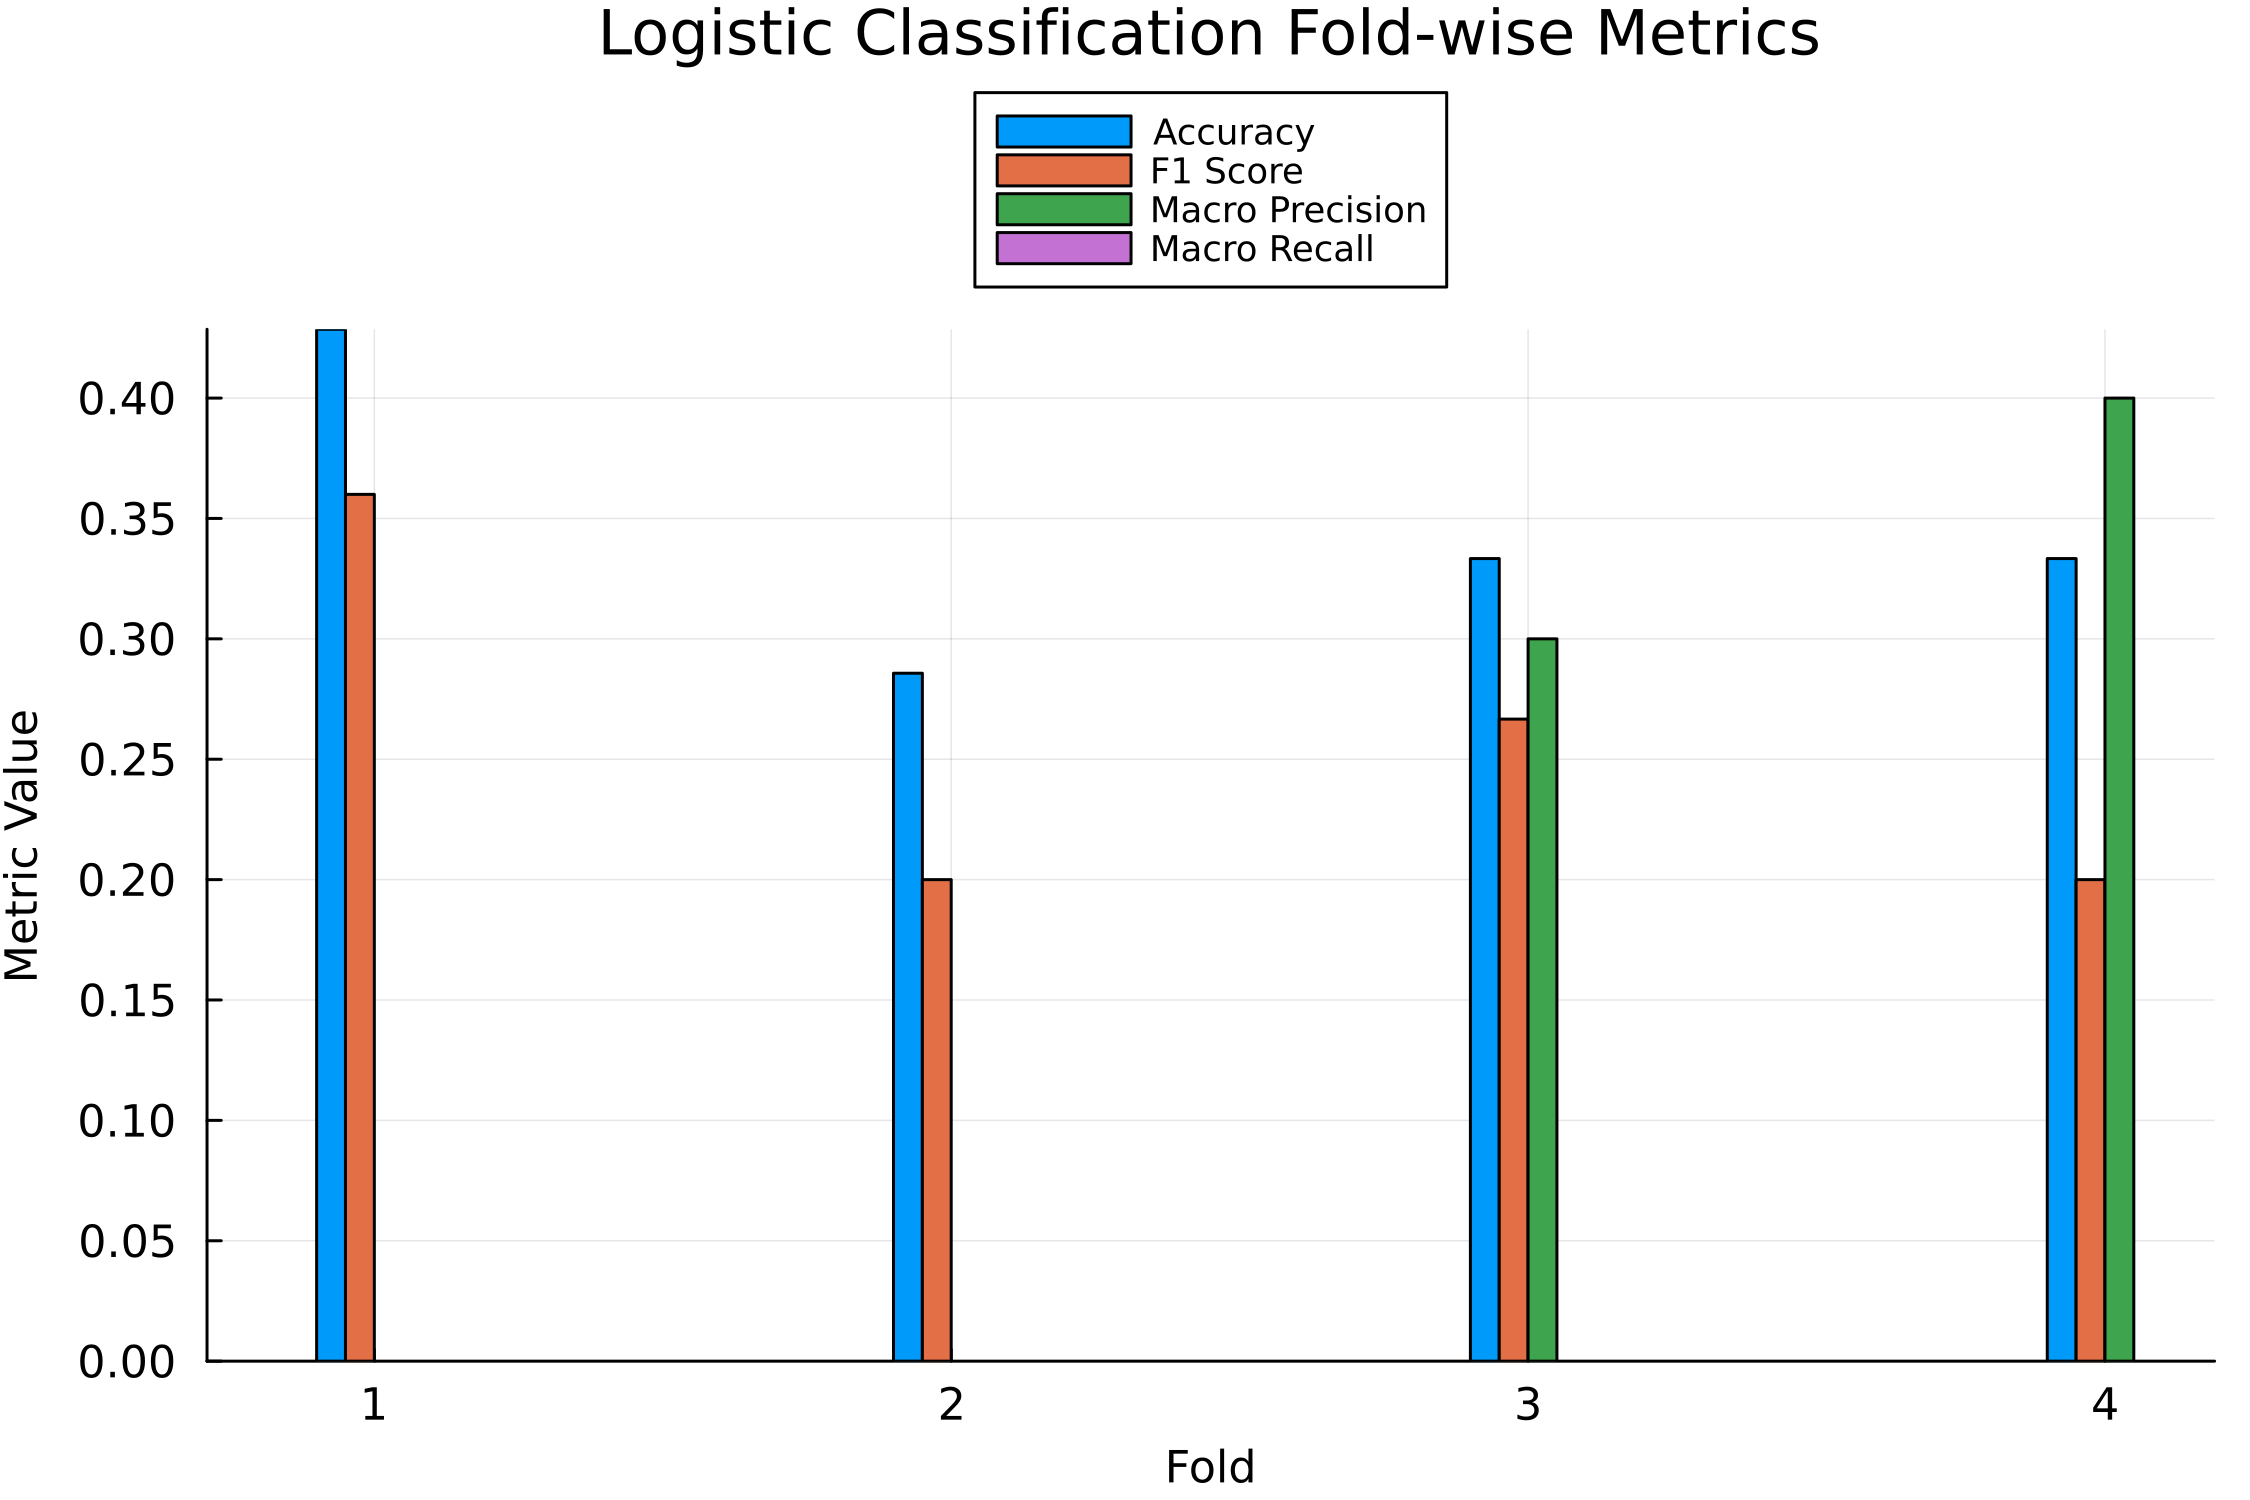 Logistic Classification Fold-wise Metrics
Accuracy
F1 Score
Macro Precision
Macro Recall
0.40
0.35
0.30
0.25
0.20
0.15
0.10
0.05
0.00
Metric Value
1 2 3 4
Fold